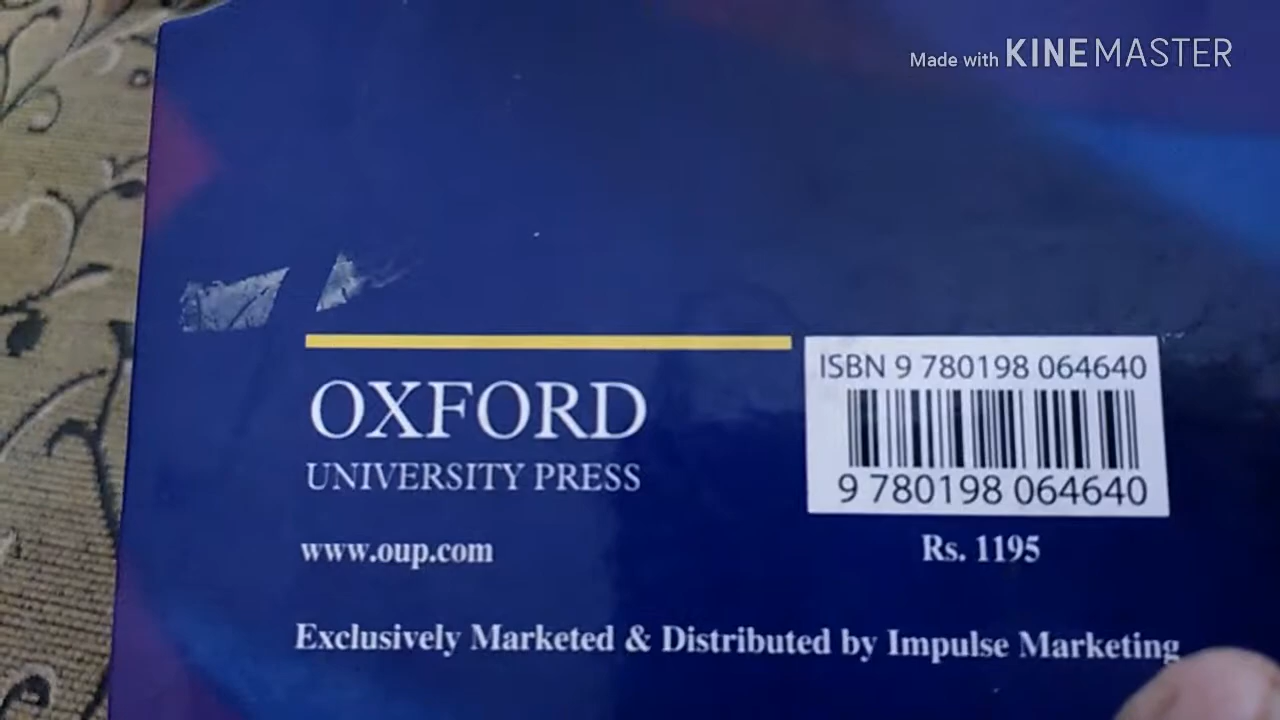 Made with KINEMASTER
ISBN 9 780198 064640
OXFORD
UNIVERSITY PRESS
9 780198 064640
www.oup.com
Rs. 1195
Exclusively Marketed & Distributed by Impulse Marketing